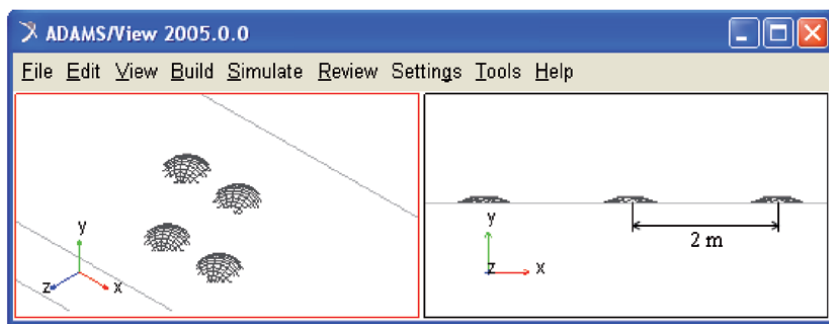 ADAMS/View 2005.0.0
File Edit View Build Simulate Review Settings Tools Help
y
z x
y
z x
2 m